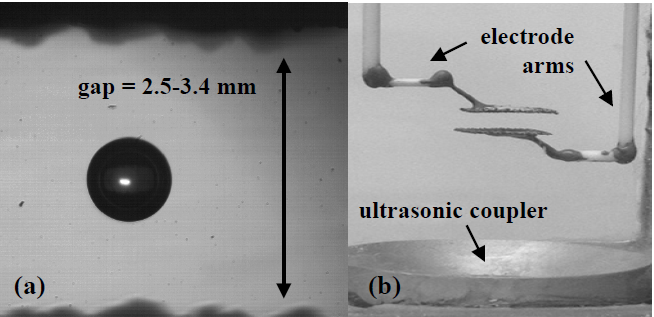 gap = 2.5-3.4 mm
(a)
electrode
arms
ultrasonic coupler
(b)